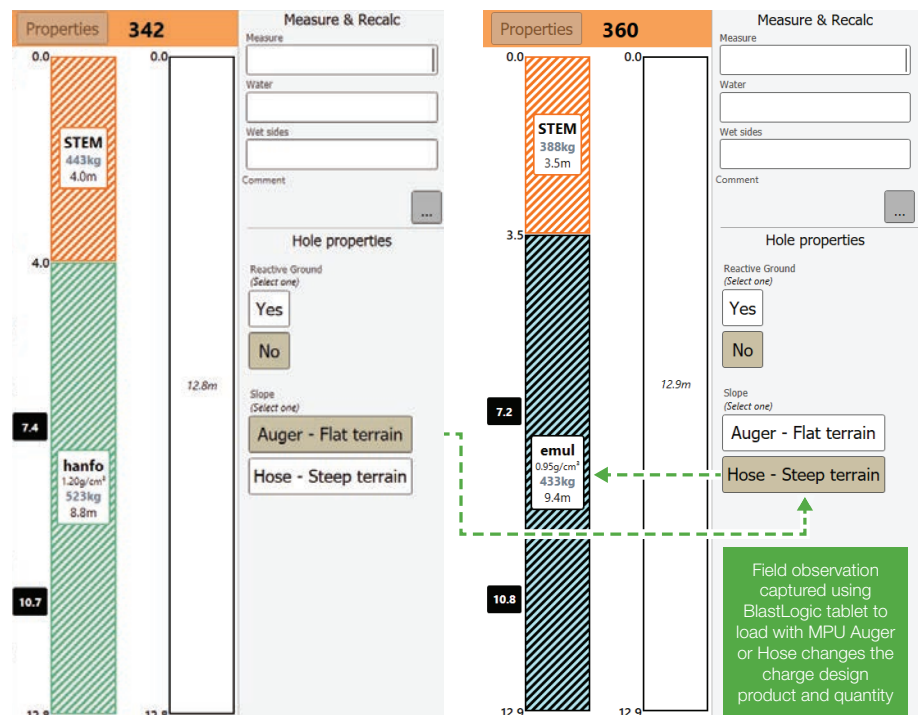 Properties
342
Measure & Recalc
Measure
Water
Wet sides
Comment
...
Hole properties
Reactive Ground
(Select one)
Yes
No
Slope
(Select one)
Auger - Flat terrain
Hose - Steep terrain
0.0
0.0
STEM
443kg
4.0m
4.0
12.8m
7.4
hanfo
1.20g/cm³
523kg
8.8m
10.7
12.8
12.8
Properties
360
Measure & Recalc
Measure
Water
Wet sides
Comment
...
Hole properties
Reactive Ground
(Select one)
Yes
No
Slope
(Select one)
Auger - Flat terrain
Hose - Steep terrain
0.0
0.0
STEM
388kg
3.5m
3.5
12.9m
7.2
emul
0.95g/cm³
433kg
9.4m
10.8
12.9
12.9
Field observation
captured using
BlastLogic tablet to
load with MPU Auger
or Hose changes the
charge design
product and quantity